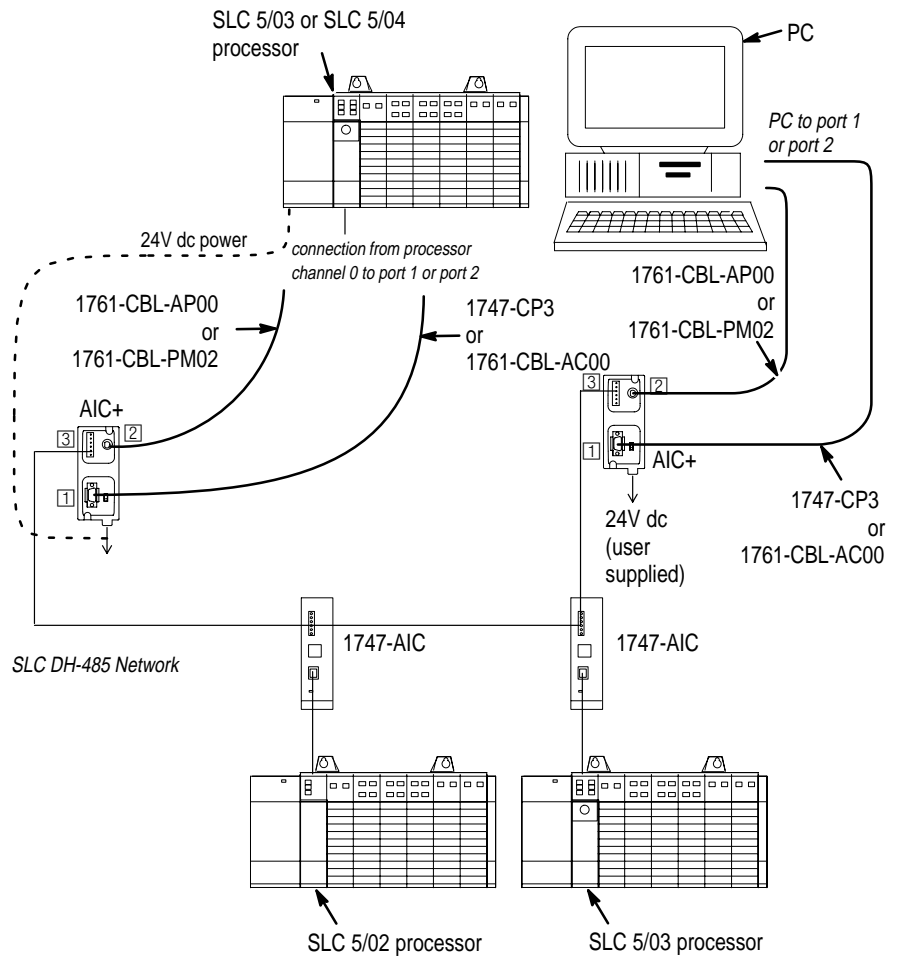 SLC 5/03 or SLC 5/04
processor
PC
PC to port 1
or port 2
24V dc power
connection from processor
channel 0 to port 1 or port 2
1761-CBL-AP00
or
1761-CBL-PM02
1747-CP3
or
1761-CBL-AC00
1761-CBL-AP00
or
1761-CBL-PM02
AIC+
3
2
1
3
2
1
AIC+
24V dc
(user
supplied)
1747-CP3
or
1761-CBL-AC00
1747-AIC
1747-AIC
SLC DH-485 Network
SLC 5/02 processor
SLC 5/03 processor